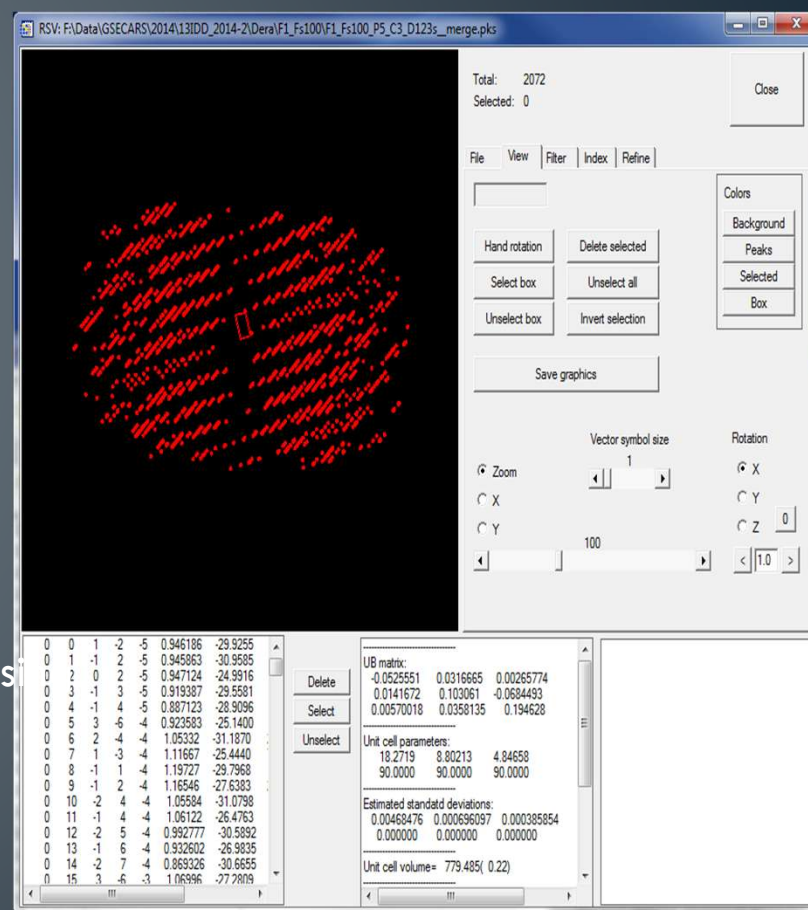 RSV: F:\Data\GSECARS\2014\13IDD_2014-2\Dera\F1_Fs100\F1_Fs100_P5_C3_D123s__merge.pks
Total: 2072
Selected: 0
Close
File View Filter Index Refine
Colors
Background
Peaks
Selected
Box
Hand rotation Delete selected
Select box Unselect all
Unselect box Invert selection
Save graphics
Vector symbol size
1
Rotation
Zoom
X
Y
100
X
Y
Z 0
< 1.0 >
si
0 0 1 -2 -5 0.946186 -29.9255
0 1 -1 2 -5 0.945863 -30.9585
0 2 0 2 -5 0.947124 -24.9916
0 3 -1 3 -5 0.919387 -29.5581
0 4 -1 4 -5 0.887123 -28.9096
0 5 3 -6 -4 0.923583 -25.1400
0 6 2 -4 -4 1.05332 -31.1870
0 7 1 -3 -4 1.11667 -25.4440
0 8 -1 1 -4 1.19727 -29.7968
0 9 -1 2 -4 1.16546 -27.6383
0 10 -2 4 -4 1.05584 -31.0798
0 11 -1 4 -4 1.06122 -26.4763
0 12 -2 5 -4 0.992777 -30.5892
0 13 -1 6 -4 0.932602 -26.9835
0 14 -2 7 -4 0.869326 -30.6655
0 15 3 -6 -3 1.06996 -27.2809
Delete
Select
Unselect
UB matrix:
-0.0525551 0.0316665 0.00265774
0.0141672 0.103061 -0.0684493
0.00570018 0.0358135 0.194628
Unit cell parameters:
18.2719 8.80213 4.84658
90.0000 90.0000 90.0000
Estimated standatd deviations:
0.00468476 0.000696097 0.000385854
0.000000 0.000000 0.000000
Unit cell volume= 779.485( 0.22)